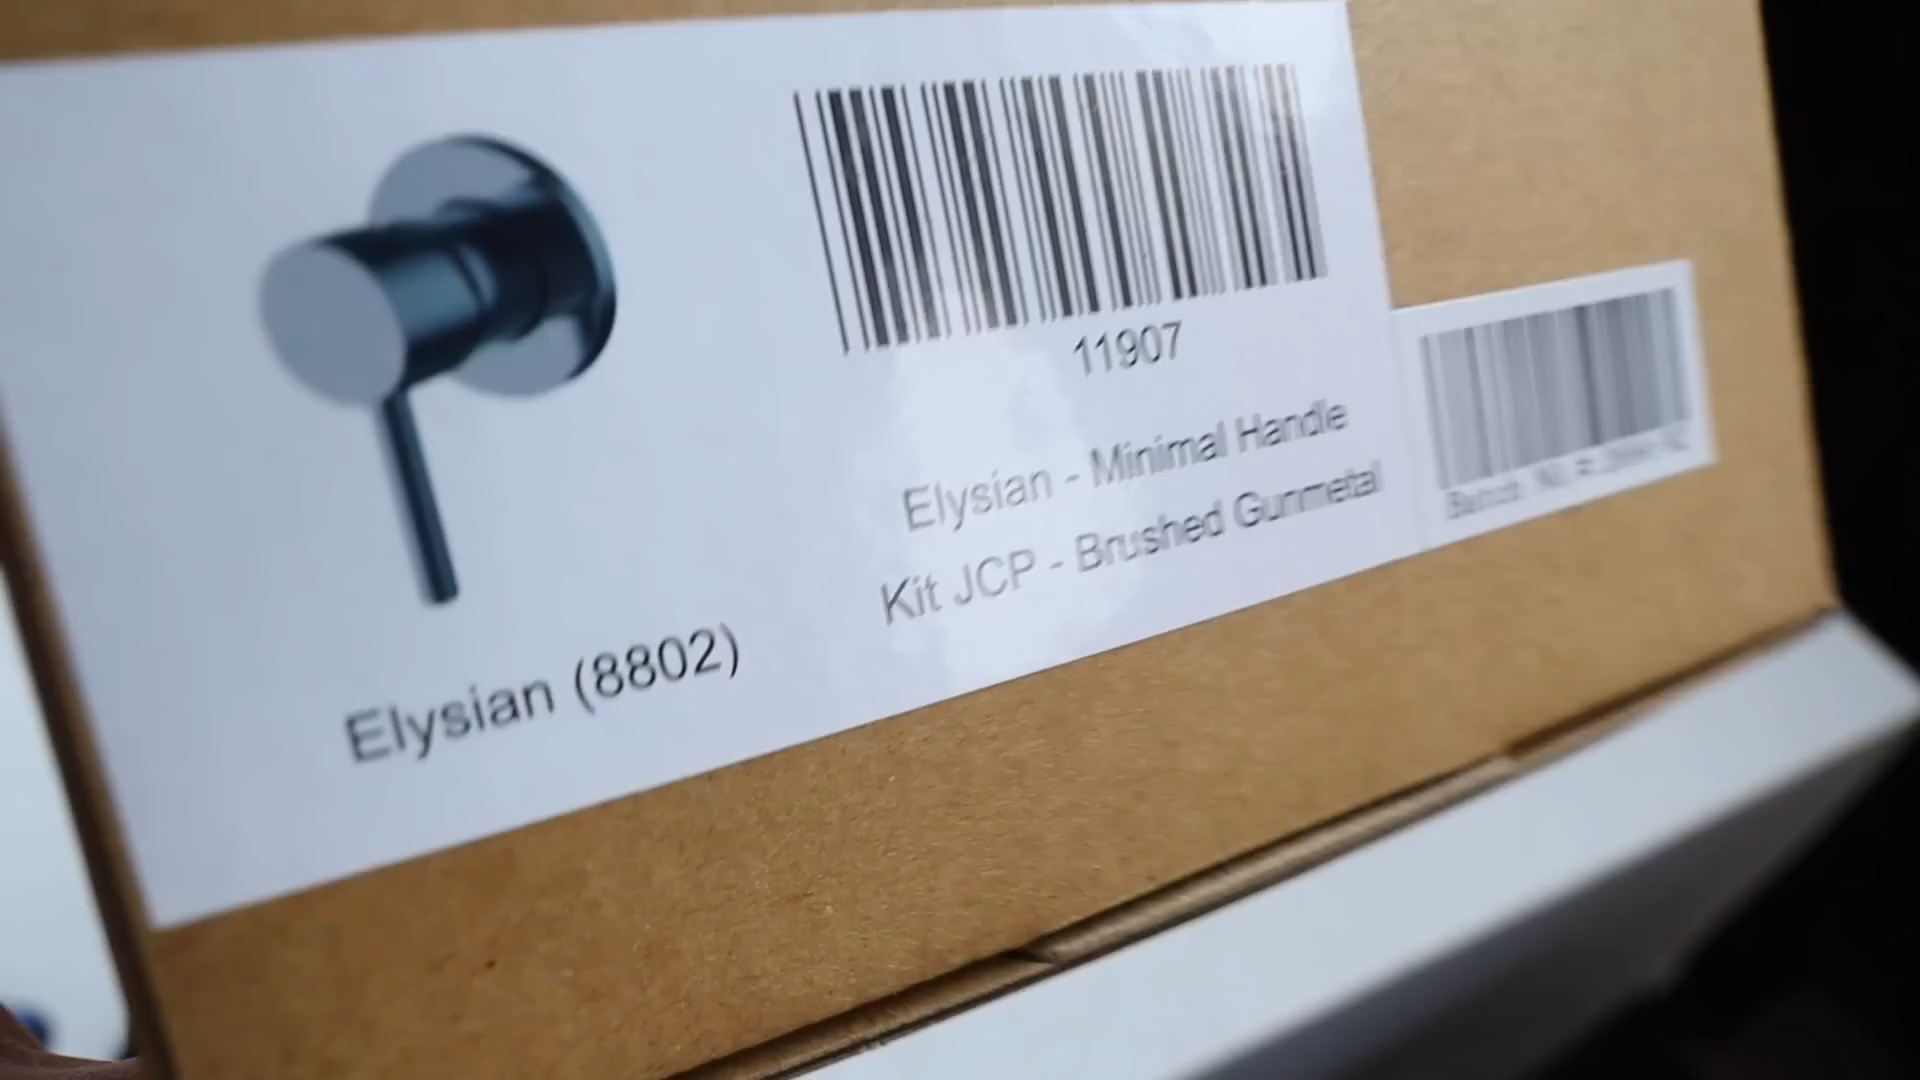 11907
Elysian - Minimal Handle
Kit JCP - Brushed Gunmetal
Elysian (8802)